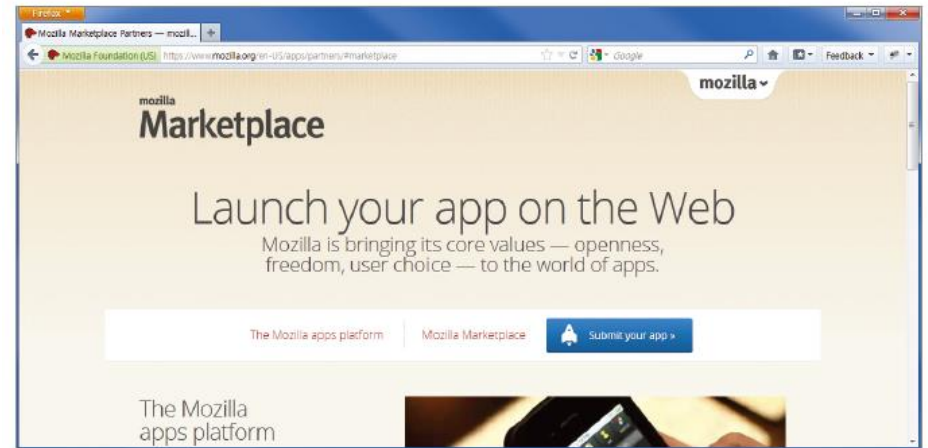 Firefox
Mozilla Marketplace Partners — mozill...
Mozilla Foundation (US) https://www.mozilla.org/en-US/apps/partners/#marketplace
Google
Feedback
mozilla
mozilla
Marketplace
Launch your app on the Web
Mozilla is bringing its core values — openness,
freedom, user choice — to the world of apps.
The Mozilla apps platform
Mozilla Marketplace
Submit your app »
The Mozilla
apps platform